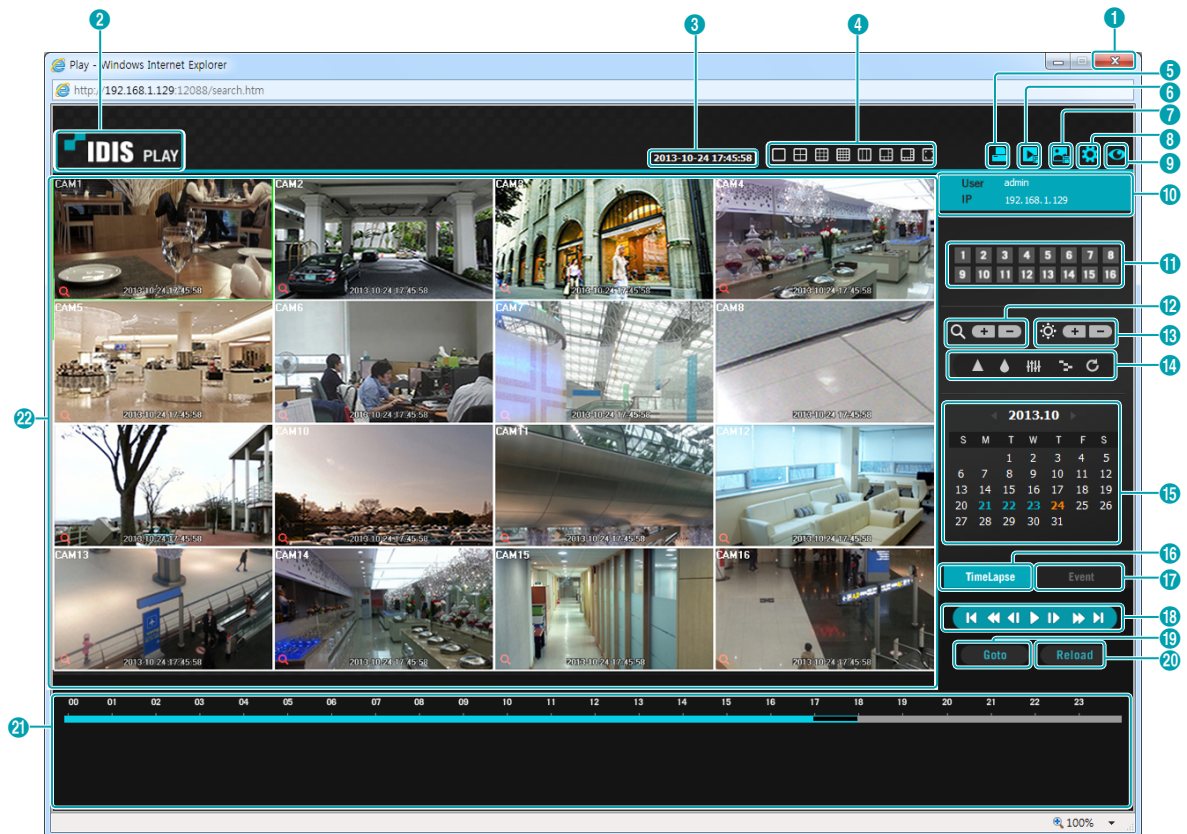 2
3
4
1
Play - Windows Internet Explorer
5
http://192.168.1.129:12088/search.htm
6
7
8
IDIS PLAY
2013-10-24 17:45:58
9
User admin
IP 192.168.1.129
10
CAM1 CAM2 CAM3 CAM4
1 2 3 4 5 6 7 8
9 10 11 12 13 14 15 16
11
2013-10-24 17:45:58 2013-10-24 17:45:58 2013-10-24 17:45:58 2013-10-24 17:45:58
CAM5 CAM6 CAM7 CAM8
12
13
14
22
2013-10-24 17:45:58 2013-10-24 17:45:58 2013-10-24 17:45:58 2013-10-24 17:45:58
2013.10
CAM10 CAM11 CAM12
S M T W T F S
1 2 3 4 5
6 7 8 9 10 11 12
13 14 15 16 17 18 19
20 21 22 23 24 25 26
27 28 29 30 31
15
2013-10-24 17:45:58 2013-10-24 17:45:58 2013-10-24 17:45:58 2013-10-24 17:45:58
CAM13 CAM14 CAM15 CAM16
16
TimeLapse Event
17
18
19
Goto Reload
20
2013-10-24 17:45:58 2013-10-24 17:45:58 2013-10-24 17:45:58 2013-10-24 17:45:58
00 01 02 03 04 05 06 07 08 09 10 11 12 13 14 15 16 17 18 19 20 21 22 23
21
100%